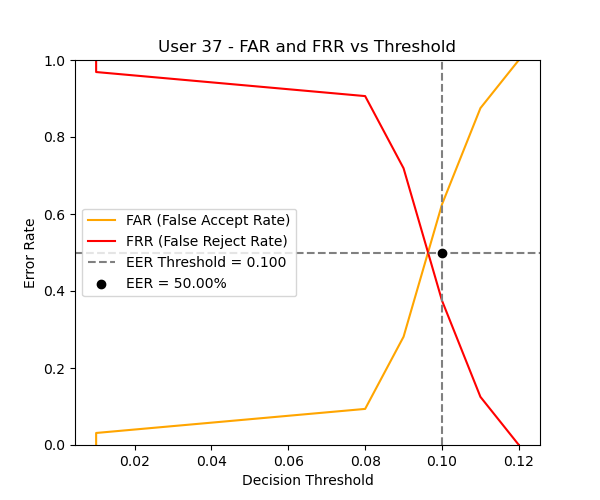 User 37 - FAR and FRR vs Threshold
1.0
0.8
0.6
0.4
0.2
0.0
Error Rate
FAR (False Accept Rate)
FRR (False Reject Rate)
EER Threshold = 0.100
EER = 50.00%
0.02 0.04 0.06 0.08 0.10 0.12
Decision Threshold